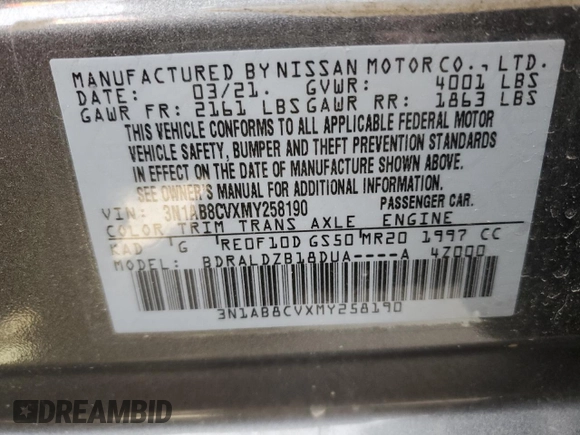 MANUFACTURED BY NISSAN MOTOR CO., LTD.
DATE: 03/21. GVWR: 4001 LBS
GAWR FR: 2161 LBS GAWR RR: 1863 LBS
THIS VEHICLE CONFORMS TO ALL APPLICABLE FEDERAL MOTOR
VEHICLE SAFETY, BUMPER AND THEFT PREVENTION STANDARDS
IN EFFECT ON THE DATE OF MANUFACTURE SHOWN ABOVE.
SEE OWNER'S MANUAL FOR ADDITIONAL INFORMATION.
VIN: 3N1AB8CVXMY258190 PASSENGER CAR.
COLOR TRIM TRANS AXLE ENGINE
KAD G RE0F10D GS50 MR20 1997 CC
MODEL: BDRALDZB18DUA----A 4Z000
3N1AB8CVXMY258190
DREAMBID